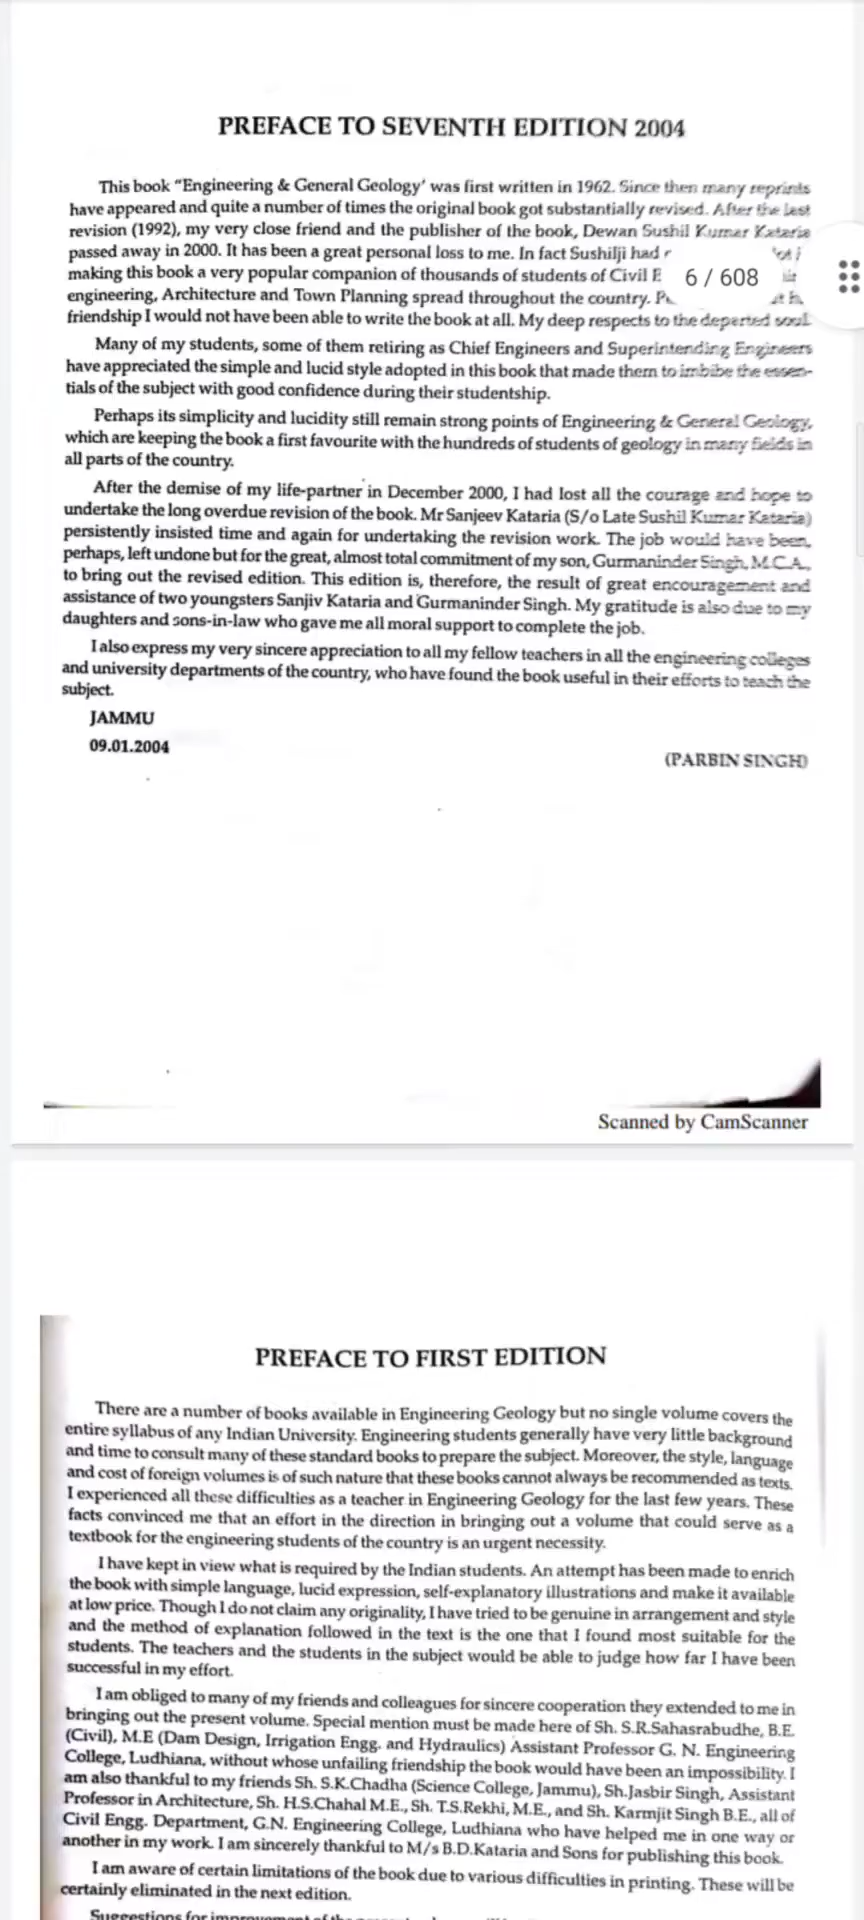 PREFACE TO SEVENTH EDITION 2004
This book "Engineering & General Geology' was first written in 1962. Since then many reprints
have appeared and quite a number of times the original book got substantially revised. After the last
revision (1992), my very close friend and the publisher of the book, Dewan Sushil Kumar Kataria
passed away in 2000. It has been a great personal loss to me. In fact Sushilji had
making this book a very popular companion of thousands of students of Civil
6 / 608
engineering, Architecture and Town Planning spread throughout the country.
friendship I would not have been able to write the book at all. My deep respects to the departed soul.
Many of my students, some of them retiring as Chief Engineers and Superintending Engineers
have appreciated the simple and lucid style adopted in this book that made them to imbibe the essen-
tials of the subject with good confidence during their studentship.
Perhaps its simplicity and lucidity still remain strong points of Engineering & General Geology,
which are keeping the book a first favourite with the hundreds of students of geology in many fields in
all parts of the country.
After the demise of my life-partner in December 2000, I had lost all the courage and hope to
undertake the long overdue revision of the book. Mr Sanjeev Kataria (S/o Late Sushil Kumar Kataria)
persistently insisted time and again for undertaking the revision work. The job would have been,
perhaps, left undone but for the great, almost total commitment of my son, Gurmaninder Singh, M.C.A.,
to bring out the revised edition. This edition is, therefore, the result of great encouragement and
assistance of two youngsters Sanjiv Kataria and Gurmaninder Singh. My gratitude is also due to my
daughters and sons-in-law who gave me all moral support to complete the job.
I also express my very sincere appreciation to all my fellow teachers in all the engineering colleges
and university departments of the country, who have found the book useful in their efforts to teach the
subject.
JAMMU
09.01.2004
(PARBIN SINGH)
Scanned by CamScanner
PREFACE TO FIRST EDITION
There are a number of books available in Engineering Geology but no single volume covers the
entire syllabus of any Indian University. Engineering students generally have very little background
and time to consult many of these standard books to prepare the subject. Moreover, the style, language
and cost of foreign volumes is of such nature that these books cannot always be recommended as texts.
I experienced all these difficulties as a teacher in Engineering Geology for the last few years. These
facts convinced me that an effort in the direction in bringing out a volume that could serve as a
textbook for the engineering students of the country is an urgent necessity.
I have kept in view what is required by the Indian students. An attempt has been made to enrich
the book with simple language, lucid expression, self-explanatory illustrations and make it available
at low price. Though I do not claim any originality, I have tried to be genuine in arrangement and style
and the method of explanation followed in the text is the one that I found most suitable for the
students. The teachers and the students in the subject would be able to judge how far I have been
successful in my effort.
I am obliged to many of my friends and colleagues for sincere cooperation they extended to me in
bringing out the present volume. Special mention must be made here of Sh. S.R.Sahasrabudhe, B.E.
(Civil), M.E (Dam Design, Irrigation Engg. and Hydraulics) Assistant Professor G. N. Engineering
College, Ludhiana, without whose unfailing friendship the book would have been an impossibility. I
am also thankful to my friends Sh. S.K.Chadha (Science College, Jammu), Sh.Jasbir Singh, Assistant
Professor in Architecture, Sh. H.S.Chahal M.E., Sh. T.S.Rekhi, M.E., and Sh. Karmjit Singh B.E., all of
Civil Engg. Department, G.N. Engineering College, Ludhiana who have helped me in one way or
another in my work. I am sincerely thankful to M/s B.D.Kataria and Sons for publishing this book.
I am aware of certain limitations of the book due to various difficulties in printing. These will be
certainly eliminated in the next edition.
Suggestions for improvement of the